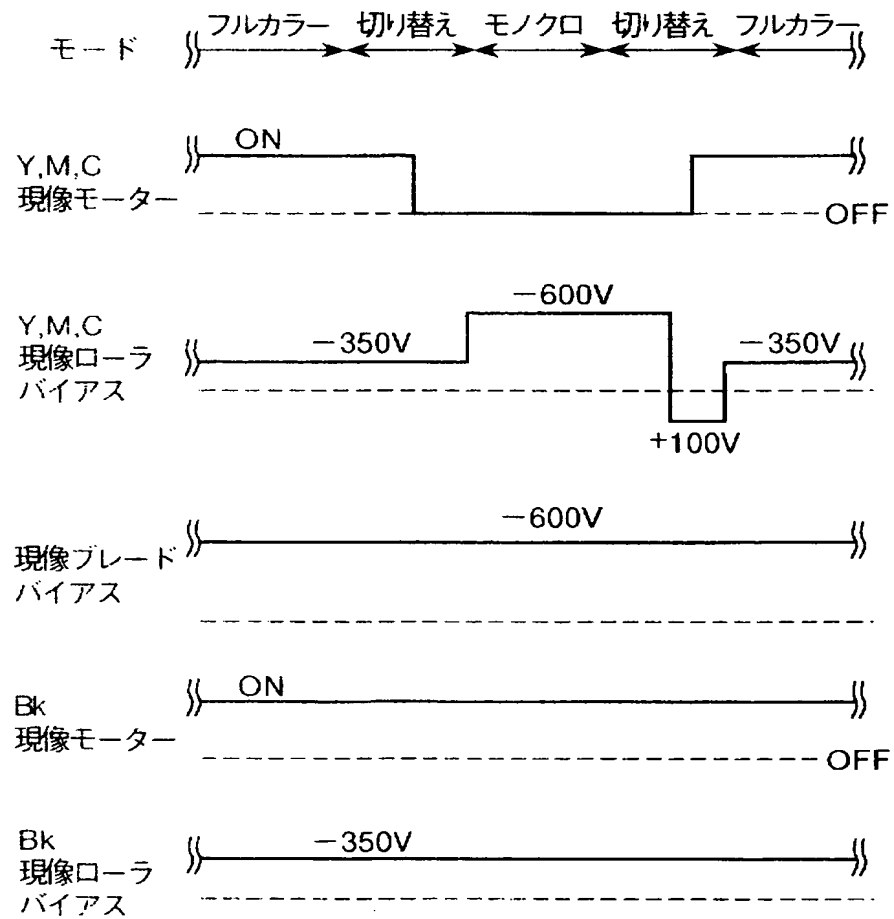 モード
フルカラー 切り替え モノクロ 切り替え フルカラー
ON
Y,M,C
現像モーター
OFF
−600V
Y,M,C
現像ローラ
バイアス
−350V
−350V
+100V
−600V
現像ブレード
バイアス
ON
Bk
現像モーター
OFF
−350V
Bk
現像ローラ
バイアス